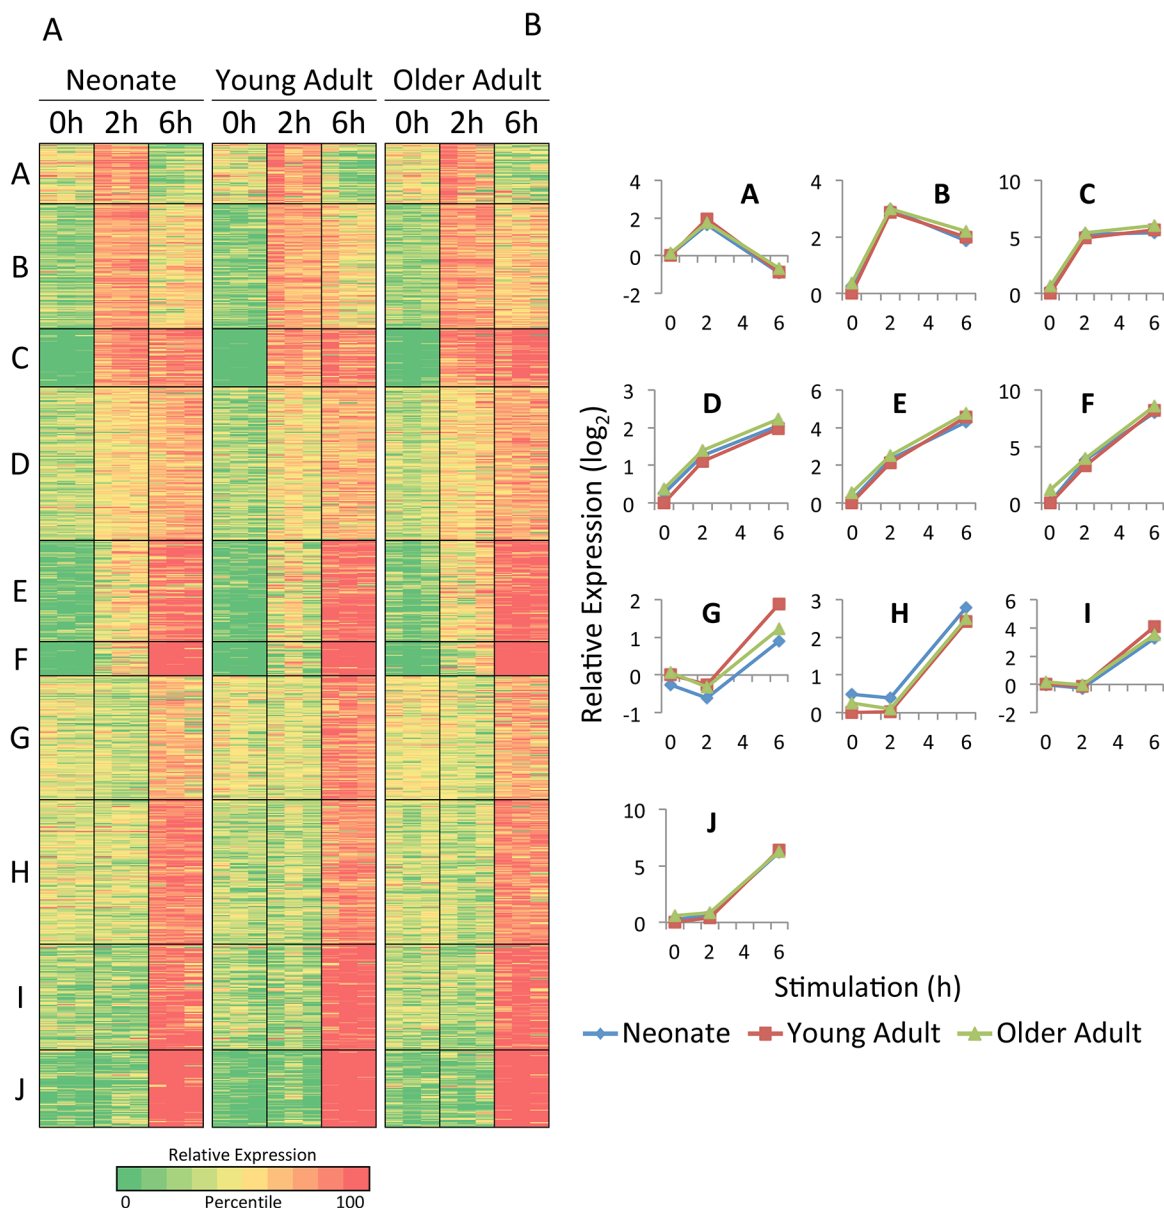 A
B
Neonate Young Adult Older Adult
0h 2h 6h 0h 2h 6h 0h 2h 6h
A
B
C
D
E
F
G
H
I
J
Relative Expression
0 Percentile 100
Relative Expression (log2)
A
4
2
0
-2
0 2 4 6
B
4
2
0
0 2 4 6
C
10
5
0
0 2 4 6
D
3
2
1
0
0 2 4 6
E
6
4
2
0
0 2 4 6
F
10
5
0
0 2 4 6
G
2
1
0
-1
0 2 4 6
H
3
2
1
0
0 2 4 6
I
6
4
2
0
-2
0 2 4 6
J
10
5
0
0 2 4 6
Stimulation (h)
Neonate Young Adult Older Adult